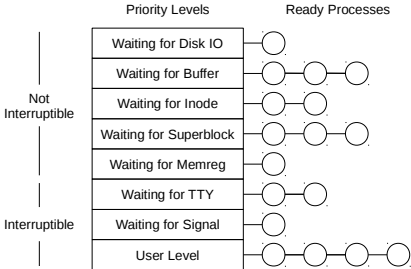 Priority Levels
Ready Processes
Waiting for Disk IO
Waiting for Buffer
Not
Interruptible
Waiting for Inode
Waiting for Superblock
Waiting for Memreg
Waiting for TTY
Interruptible
Waiting for Signal
User Level